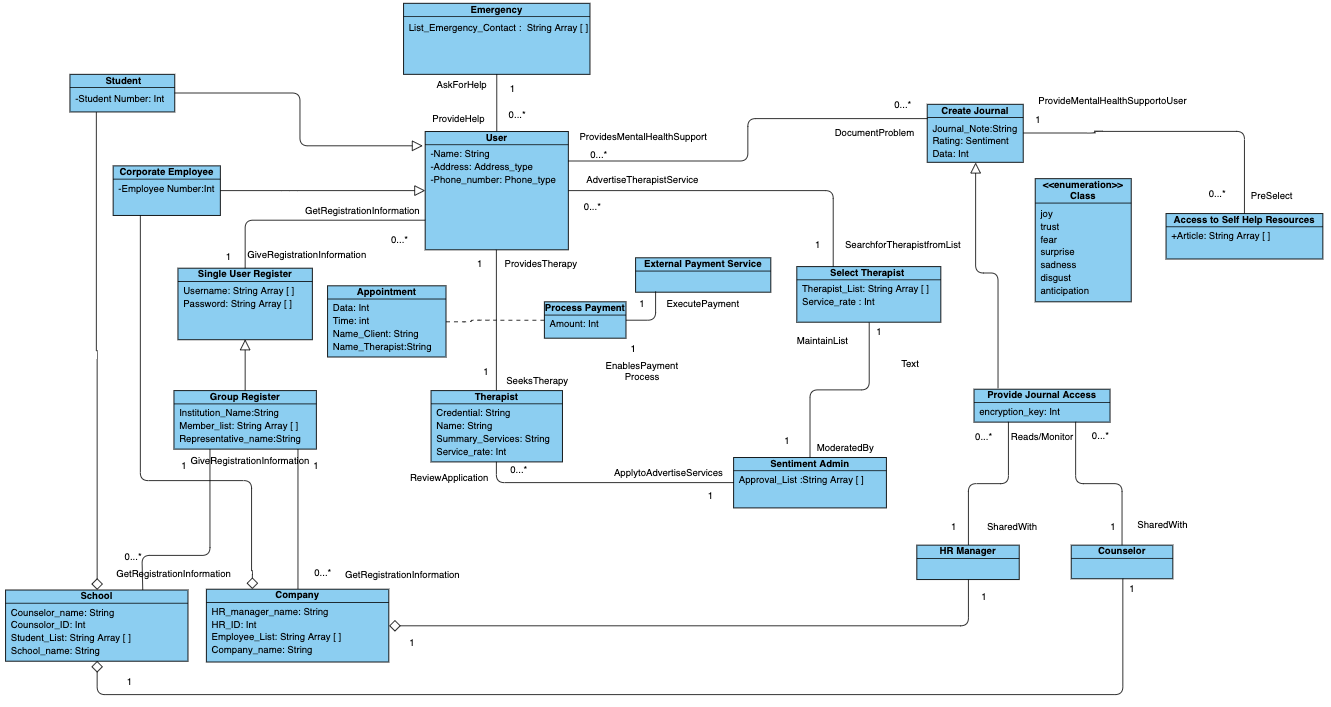 Emergency
List_Emergency_Contact :  String Array [ ]
AskForHelp
1
0...*
ProvideHelp
Student
-Student Number: Int
Corporate Employee
-Employee Number:Int
User
-Name: String
-Address: Address_type
-Phone_number: Phone_type
ProvidesMentalHealthSupport
0...*
0...*
DocumentProblem
Create Journal
Journal_Note:String
Rating: Sentiment
Data: Int
ProvideMentalHealthSupportoUser
1
0...*
PreSelect
Access to Self Help Resources
+Article: String Array [ ]
<<enumeration>>
Class
joy
trust
fear
surprise
sadness
disgust
anticipation
AdvertiseTherapistService
0...*
1
SearchforTherapistfromList
GetRegistrationInformation
0...*
1
GiveRegistrationInformation
Single User Register
Username: String Array [ ]
Password: String Array [ ]
1
ProvidesTherapy
Appointment
Data: Int
Time: int
Name_Client: String
Name_Therapist:String
External Payment Service
1
ExecutePayment
Process Payment
Amount: Int
1
EnablesPayment
Process
Select Therapist
Therapist_List: String Array [ ]
Service_rate : Int
MaintainList
1
Text
1
SeeksTherapy
Group Register
Institution_Name:String
Member_list: String Array [ ]
Representative_name:String
1
GiveRegistrationInformation
1
Therapist
Credential: String
Name: String
Summary_Services: String
Service_rate: Int
ReviewApplication
0...*
ApplytoAdvertiseServices
1
1
ModeratedBy
Sentiment Admin
Approval_List :String Array [ ]
Provide Journal Access
encryption_key: Int
0...*
Reads/Monitor
0...*
1
SharedWith
1
SharedWith
HR Manager
Counselor
1
1
0...*
GetRegistrationInformation
0...*
GetRegistrationInformation
School
Counselor_name: String
Counsolor_ID: Int
Student_List: String Array [ ]
School_name: String
Company
HR_manager_name: String
HR_ID: Int
Employee_List: String Array [ ]
Company_name: String
1
1